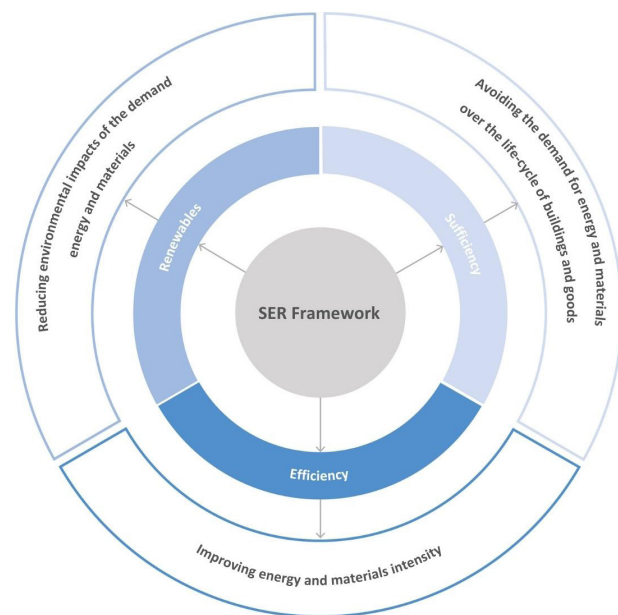 Reducing environmental impacts of the demand
energy and materials
Avoiding the demand for energy and materials
over the life-cycle of buildings and goods
Renewables
Sufficiency
SER Framework
Efficiency
Improving energy and materials intensity